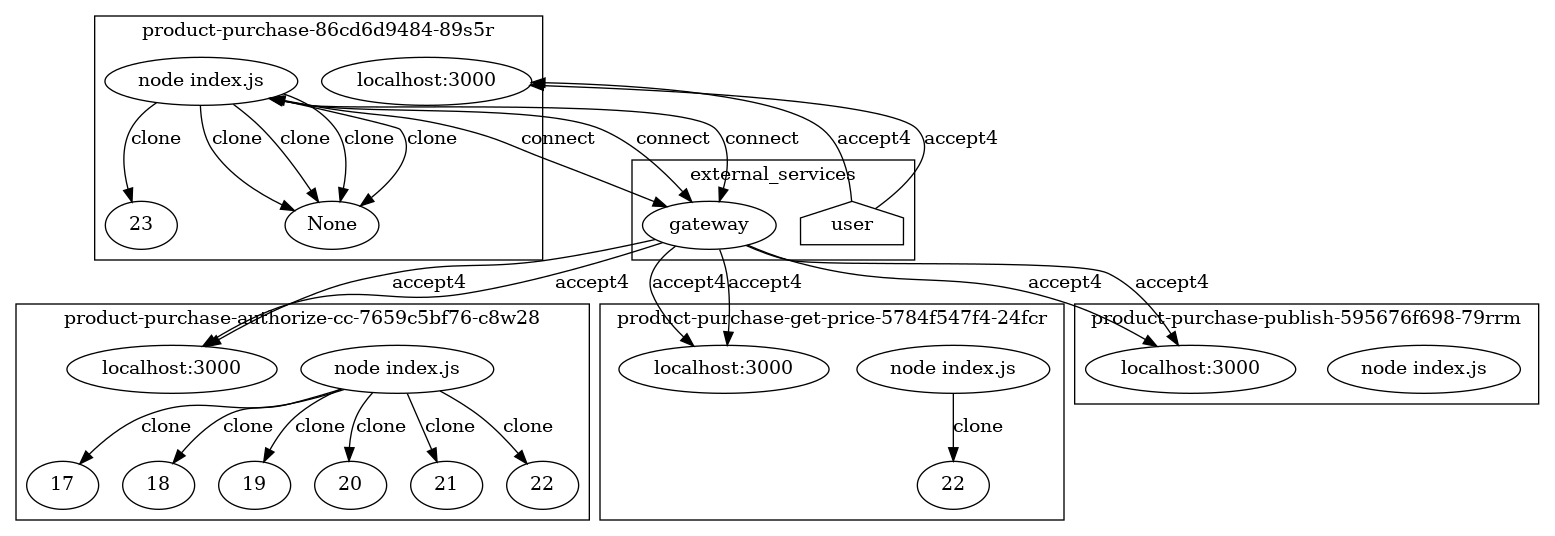 product-purchase-86cd6d9484-89s5r
node index.js
localhost:3000
clone
clone
clone
clone
clone
connect
connect
connect
accept4
accept4
external_services
23
None
gateway
user
accept4
accept4
accept4
accept4
accept4
accept4
product-purchase-authorize-cc-7659c5bf76-c8w28
localhost:3000
node index.js
clone
clone
clone
clone
clone
clone
17
18
19
20
21
22
product-purchase-get-price-5784f547f4-24fcr
localhost:3000
node index.js
clone
22
product-purchase-publish-595676f698-79rrm
localhost:3000
node index.js